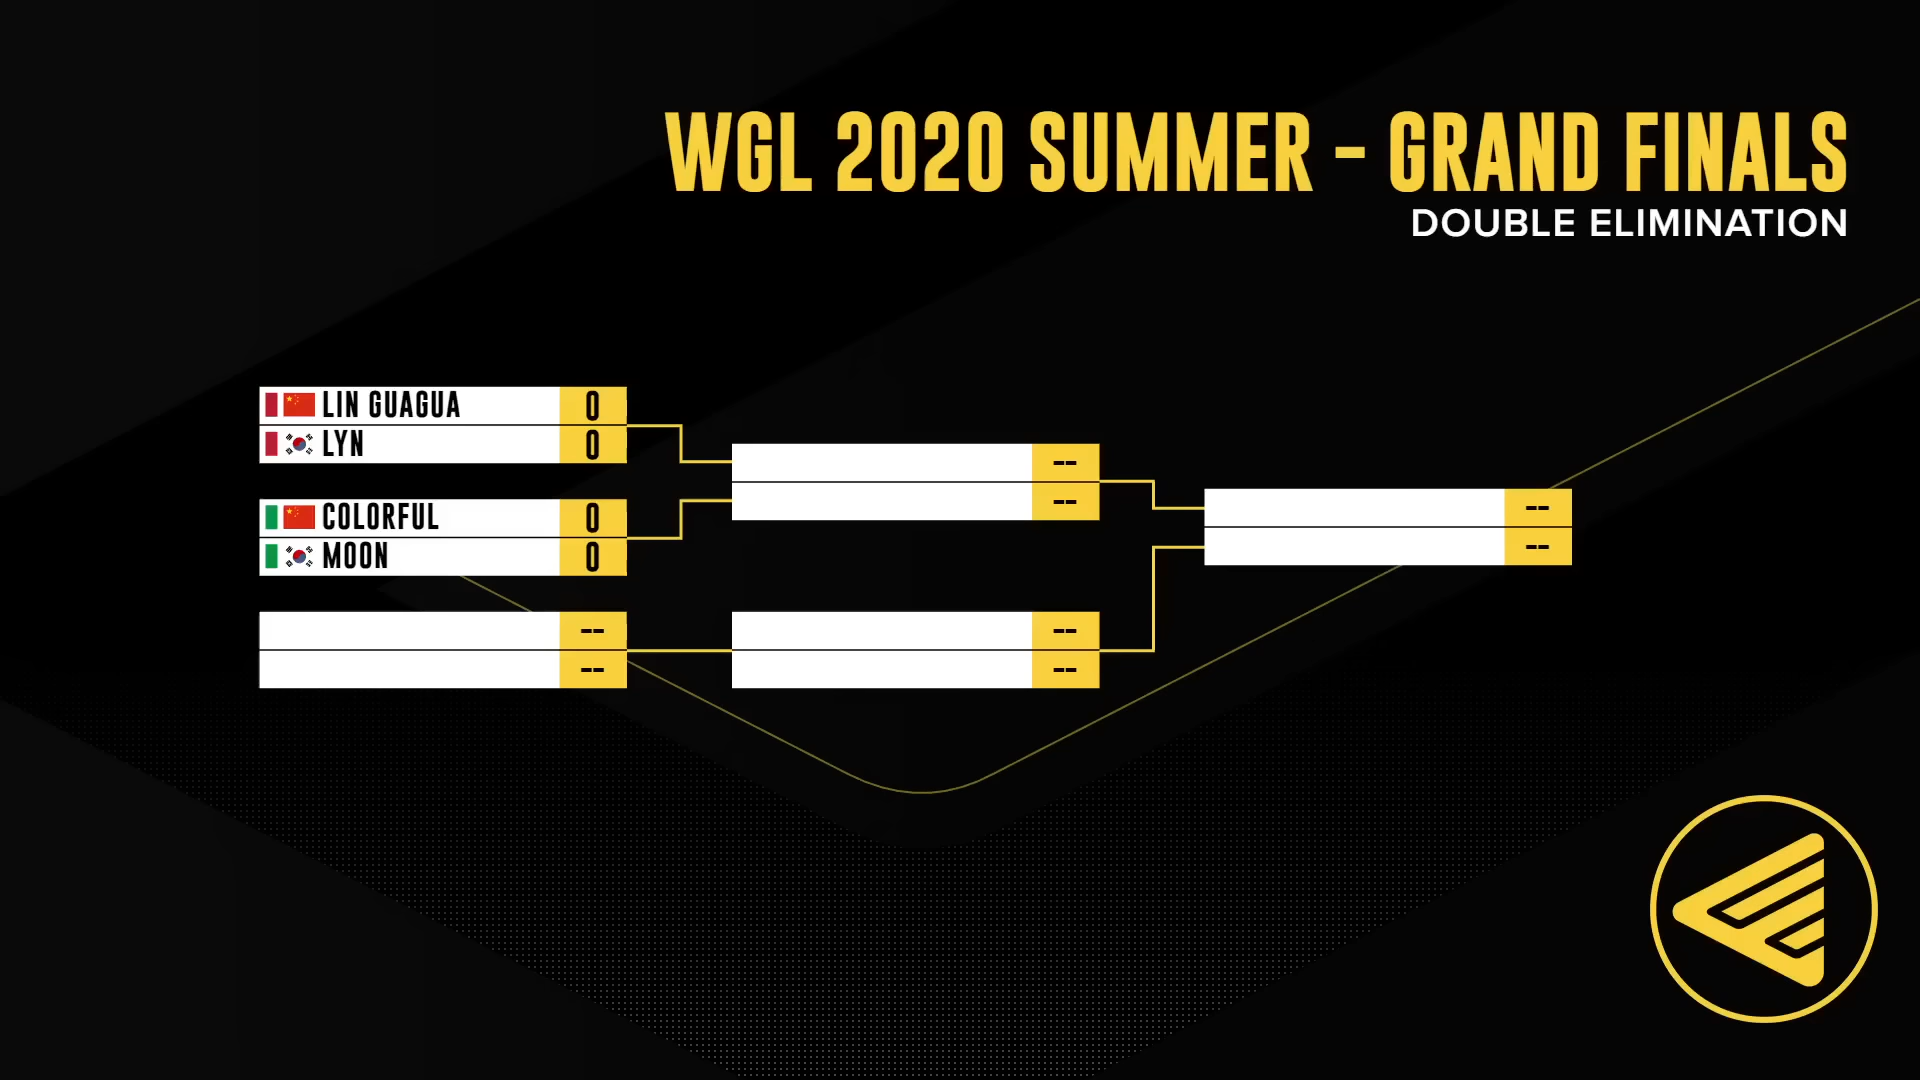 WGL 2020 SUMMER - GRAND FINALS
DOUBLE ELIMINATION
LIN GUAGUA 0
LYN 0
COLORFUL 0
MOON 0
--
--
--
--
--
--
--
--